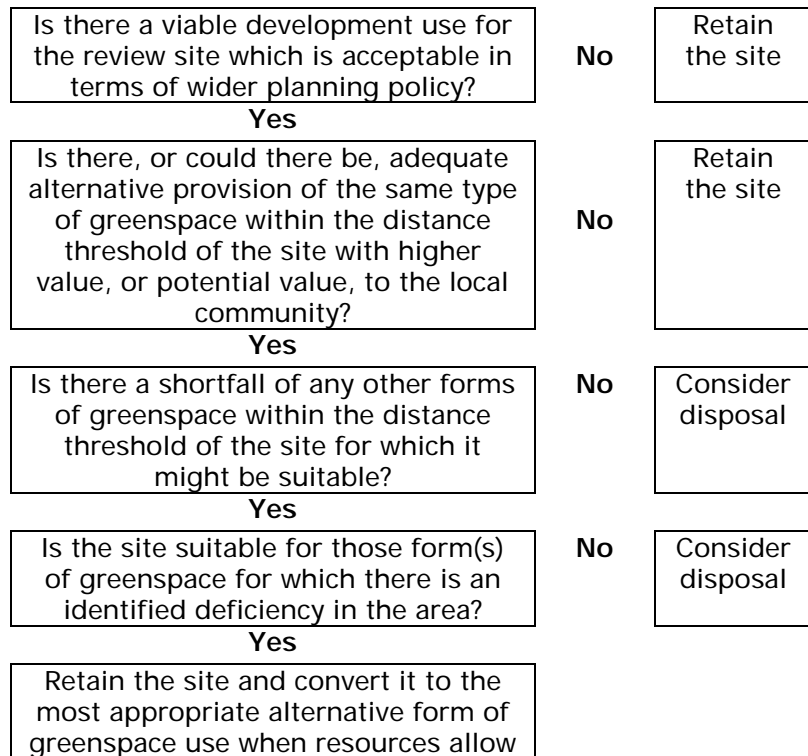 Is there a viable development use for
the review site which is acceptable in
terms of wider planning policy?
No
Retain
the site
Yes
Is there, or could there be, adequate
alternative provision of the same type
of greenspace within the distance
threshold of the site with higher
value, or potential value, to the local
community?
No
Retain
the site
Yes
Is there a shortfall of any other forms
of greenspace within the distance
threshold of the site for which it
might be suitable?
No
Consider
disposal
Yes
Is the site suitable for those form(s)
of greenspace for which there is an
identified deficiency in the area?
No
Consider
disposal
Yes
Retain the site and convert it to the
most appropriate alternative form of
greenspace use when resources allow